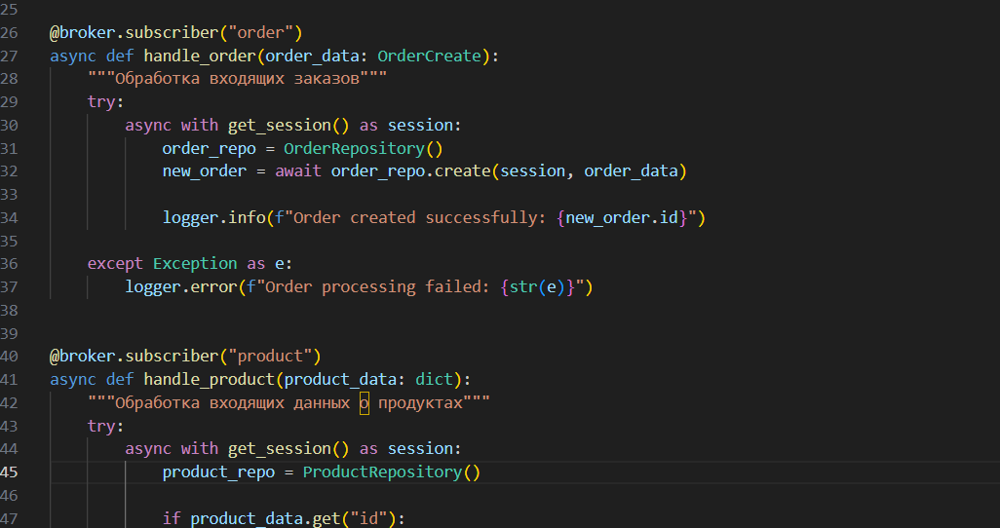 25
26 @broker.subscriber("order")
27 async def handle_order(order_data: OrderCreate):
28     """Обработка входящих заказов"""
29     try:
30         async with get_session() as session:
31             order_repo = OrderRepository()
32             new_order = await order_repo.create(session, order_data)
33
34             logger.info(f"Order created successfully: {new_order.id}")
35
36     except Exception as e:
37         logger.error(f"Order processing failed: {str(e)}")
38
39
40 @broker.subscriber("product")
41 async def handle_product(product_data: dict):
42     """Обработка входящих данных о продуктах"""
43     try:
44         async with get_session() as session:
45             product_repo = ProductRepository()
46
47             if product_data.get("id"):